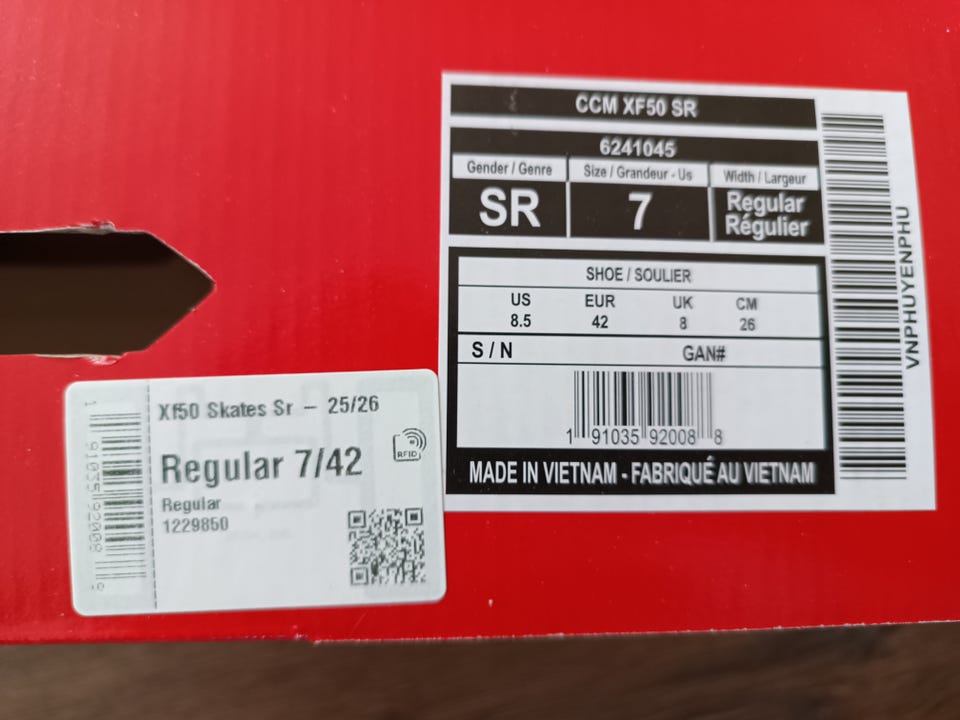 CCM XF50 SR
6241045
Gender / Genre Size / Grandeur - Us Width / Largeur
SR 7 Regular
Régulier
SHOE / SOULIER
US EUR UK CM
8.5 42 8 26
S / N GAN#
1 91035 92008 8
MADE IN VIETNAM - FABRIQUÉ AU VIETNAM
VNPHUYENPHU
Xf50 Skates Sr – 25/26
Regular 7/42
RFID
Regular
1229850